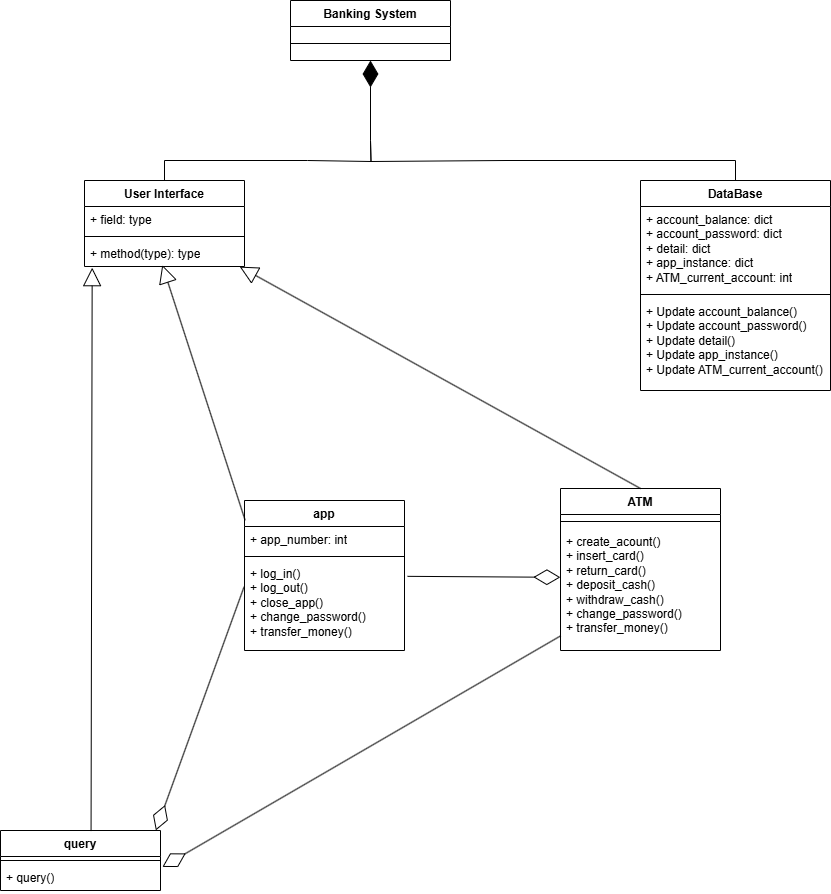 Banking System
User Interface
+ field: type
+ method(type): type
DataBase
+ account_balance: dict
+ account_password: dict
+ detail: dict
+ app_instance: dict
+ ATM_current_account: int
+ Update account_balance()
+ Update account_password()
+ Update detail()
+ Update app_instance()
+ Update ATM_current_account()
app
+ app_number: int
+ log_in()
+ log_out()
+ close_app()
+ change_password()
+ transfer_money()
ATM
+ create_acount()
+ insert_card()
+ return_card()
+ deposit_cash()
+ withdraw_cash()
+ change_password()
+ transfer_money()
query
+ query()